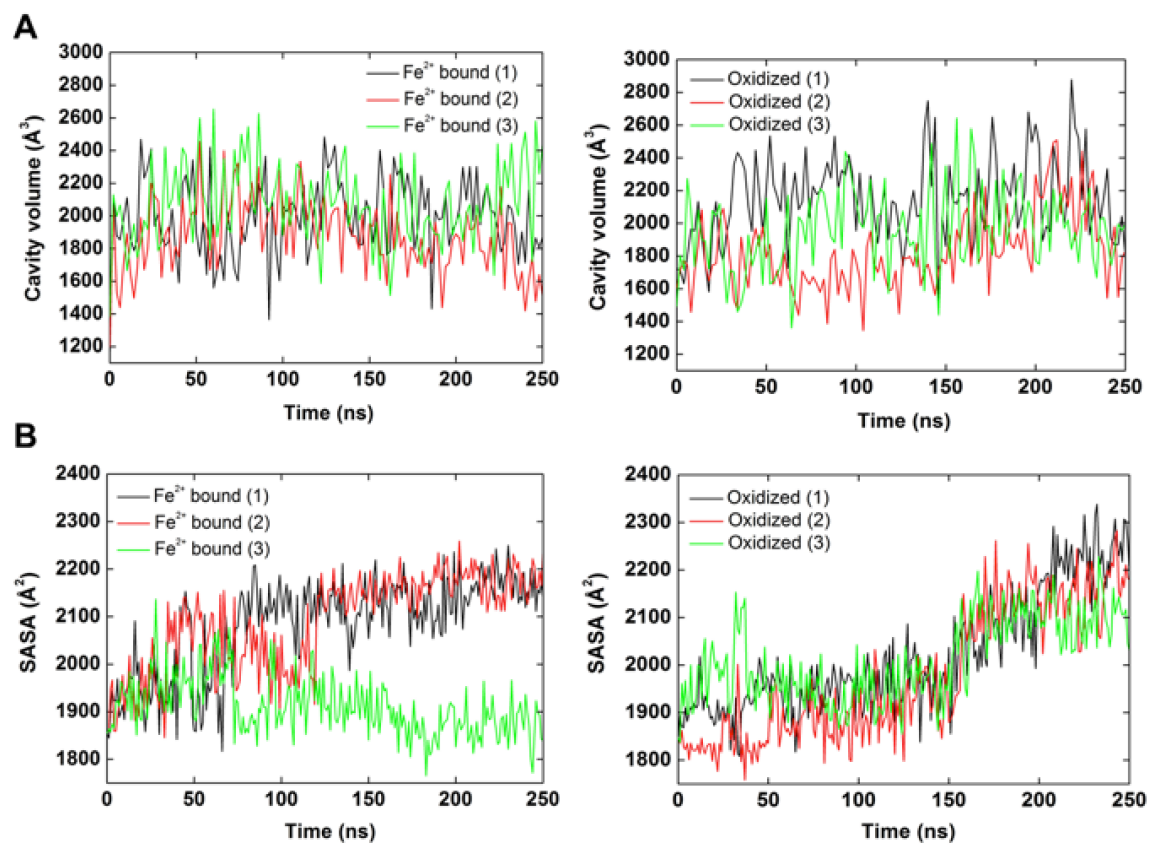 A
Cavity volume (Å³)
3000
2800
2600
2400
2200
2000
1800
1600
1400
1200
Fe²⁺ bound (1)
Fe²⁺ bound (2)
Fe²⁺ bound (3)
0 50 100 150 200 250
Time (ns)
Cavity volume (Å³)
3000
2800
2600
2400
2200
2000
1800
1600
1400
1200
1000
Oxidized (1)
Oxidized (2)
Oxidized (3)
0 50 100 150 200 250
Time (ns)
B
SASA (Å²)
2400
2300
2200
2100
2000
1900
1800
Fe²⁺ bound (1)
Fe²⁺ bound (2)
Fe²⁺ bound (3)
0 50 100 150 200 250
Time (ns)
SASA (Å²)
2400
2300
2200
2100
2000
1900
1800
Oxidized (1)
Oxidized (2)
Oxidized (3)
0 50 100 150 200 250
Time (ns)